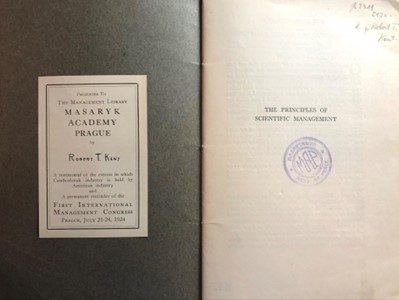 PRESENTED TO
THE MANAGEMENT LIBRARY
MASARYK
ACADEMY
PRAGUE
by
ROBERT T. KENT
A testimonial of the esteem in which
Czechoslovak industry is held by
American industry
and
A permanent reminder of the
FIRST INTERNATIONAL
MANAGEMENT CONGRESS
PRAGUE, JULY 21-24, 1924
THE PRINCIPLES OF
SCIENTIFIC MANAGEMENT
MAP